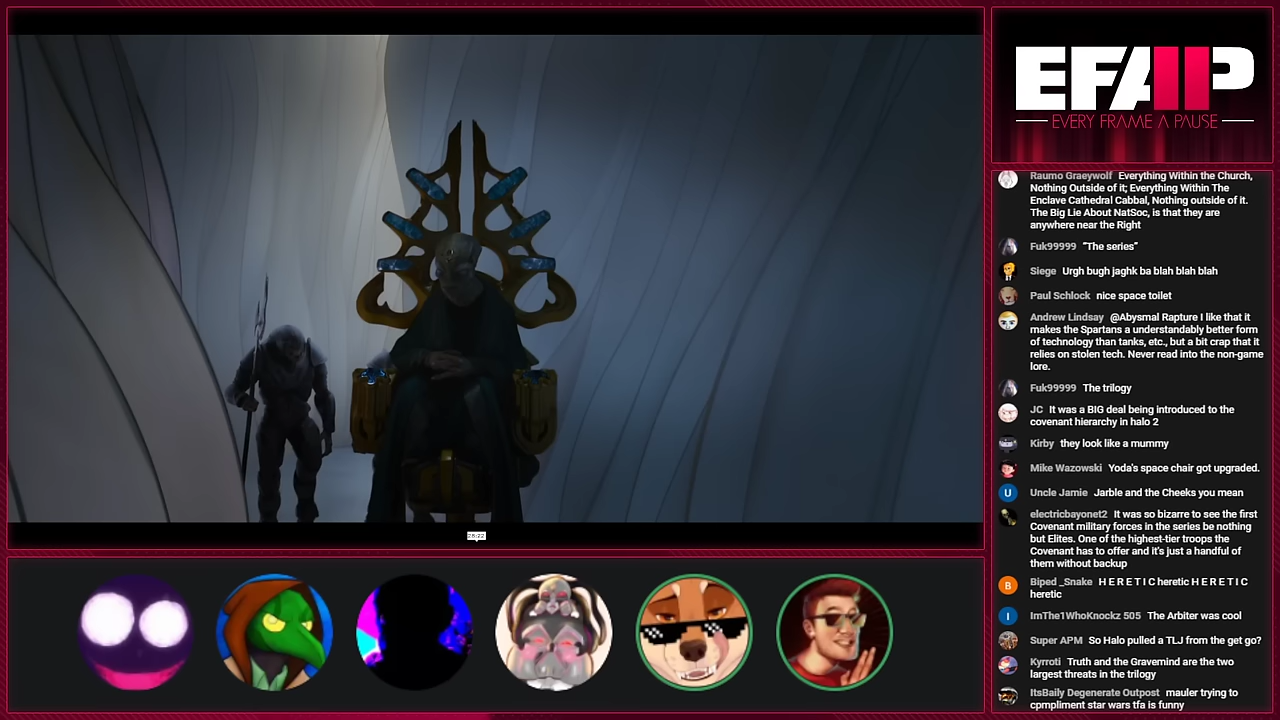 EFAP
EVERY FRAME A PAUSE
Raumo Graeywolf Everything Within the Church,
Nothing Outside of it; Everything Within The
Enclave Cathedral Cabbal, Nothing outside of it.
The Big Lie About NatSoc, is that they are
anywhere near the Right
Fuk99999 “The series”
Siege Urgh bugh jaghk ba blah blah blah
Paul Schlock nice space toilet
Andrew Lindsay @Abysmal Rapture I like that it
makes the Spartans a understandably better form
of technology than tanks, etc., but a bit crap that it
relies on stolen tech. Never read into the non-game
lore.
Fuk99999 The trilogy
JC It was a BIG deal being introduced to the
covenant hierarchy in halo 2
Kirby they look like a mummy
Mike Wazowski Yoda's space chair got upgraded.
U
Uncle Jamie Jarble and the Cheeks you mean
electricbayonet2 It was so bizarre to see the first
Covenant military forces in the series be nothing
but Elites. One of the highest-tier troops the
Covenant has to offer and it's just a handful of
them without backup
B
Biped _Snake H E R E T I C heretic H E R E T I C
heretic
I
ImThe1WhoKnockz 505 The Arbiter was cool
Super APM So Halo pulled a TLJ from the get go?
Kyrroti Truth and the Gravemind are the two
largest threats in the trilogy
ItsBaily Degenerate Outpost mauler trying to
cpmpliment star wars tfa is funny